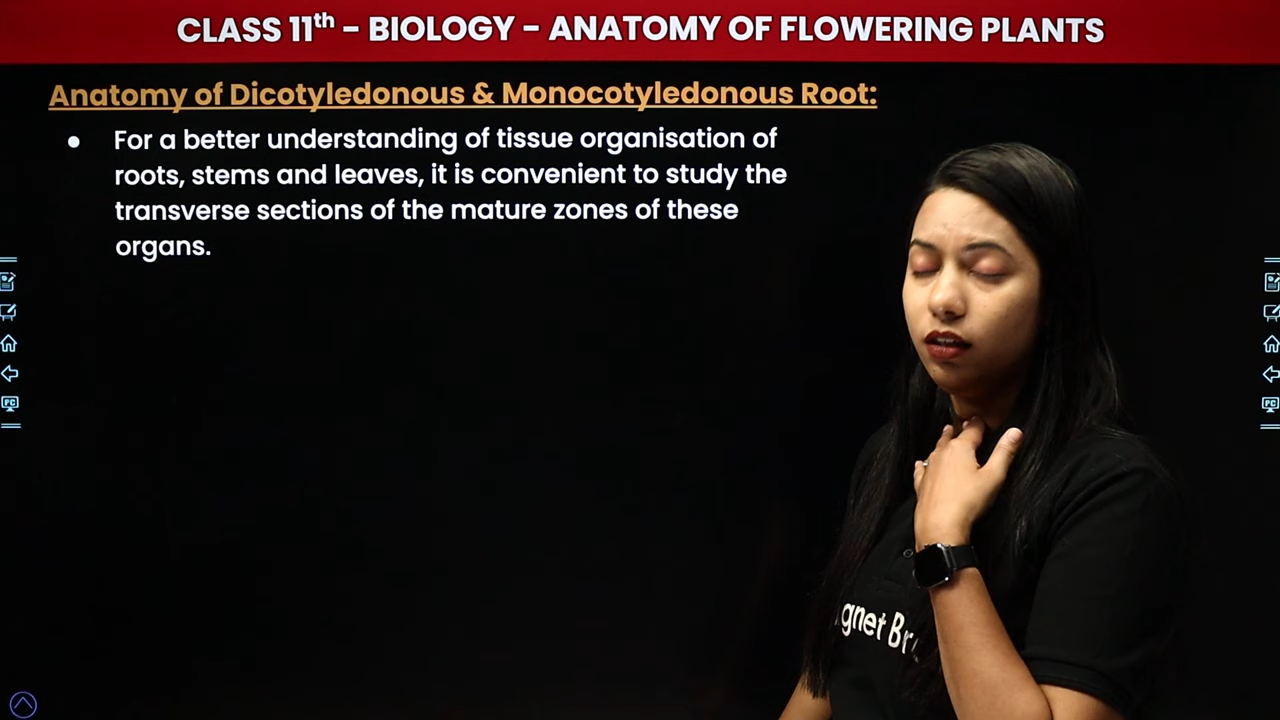 CLASS 11th - BIOLOGY - ANATOMY OF FLOWERING PLANTS
Anatomy of Dicotyledonous & Monocotyledonous Root:
• For a better understanding of tissue organisation of
roots, stems and leaves, it is convenient to study the
transverse sections of the mature zones of these
organs.
PC
PC
gnet Br